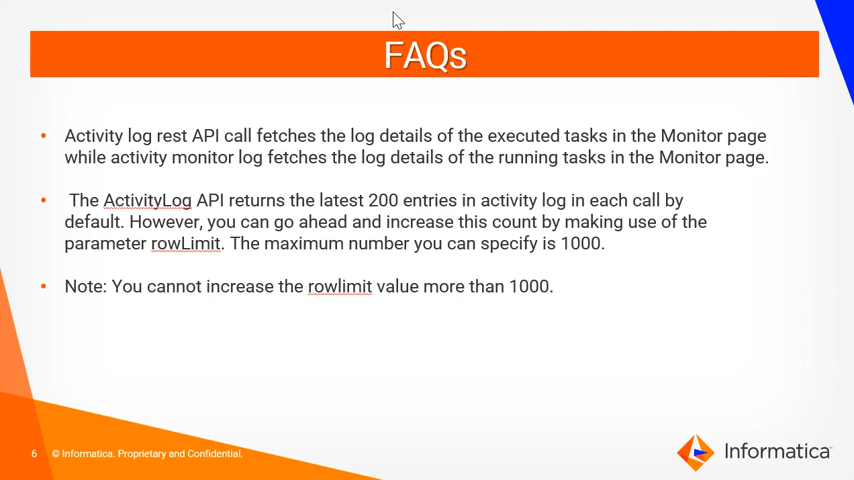 FAQs
• Activity log rest API call fetches the log details of the executed tasks in the Monitor page
while activity monitor log fetches the log details of the running tasks in the Monitor page.
• The ActivityLog API returns the latest 200 entries in activity log in each call by
default. However, you can go ahead and increase this count by making use of the
parameter rowLimit. The maximum number you can specify is 1000.
• Note: You cannot increase the rowlimit value more than 1000.
6 © Informatica. Proprietary and Confidential.
Informatica™